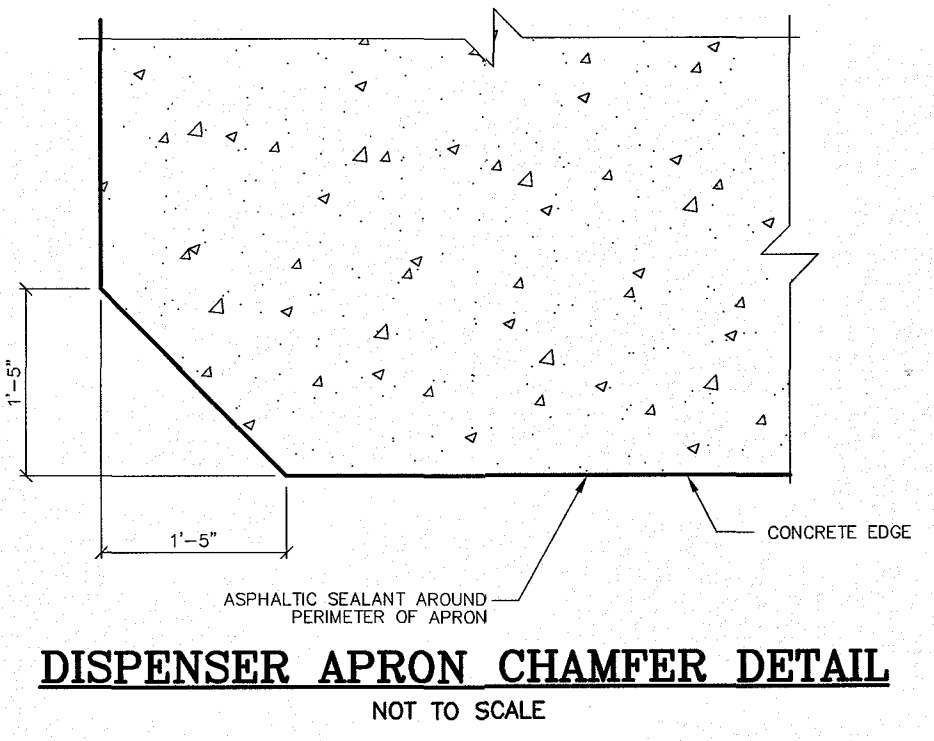 1'-5"
1'-5"
CONCRETE EDGE
ASPHALTIC SEALANT AROUND
PERIMETER OF APRON
DISPENSER APRON CHAMFER DETAIL
NOT TO SCALE